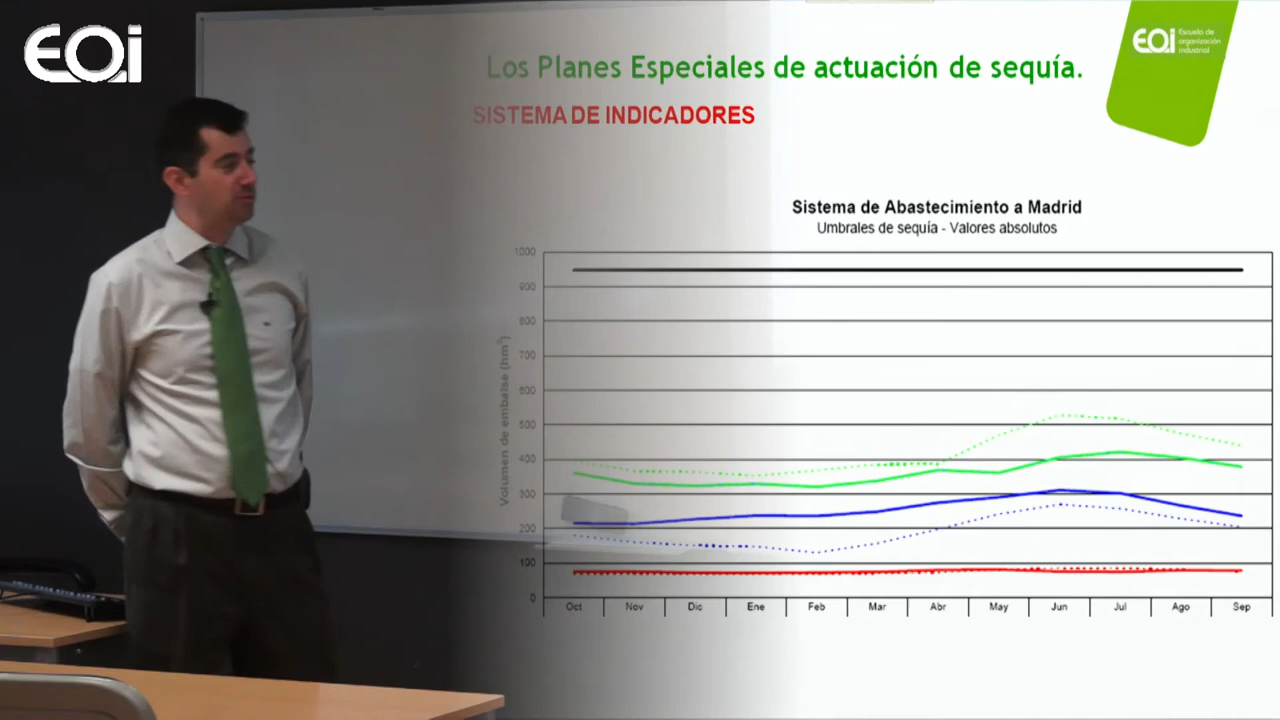 EOi
EOi Escuela de
organización
industrial
Los Planes Especiales de actuación de sequía.
SISTEMA DE INDICADORES
Sistema de Abastecimiento a Madrid
Umbrales de sequía - Valores absolutos
Volumen de embalse (hm³)
1000
900
800
700
600
500
400
300
200
100
0
Oct Nov Dic Ene Feb Mar Abr May Jun Jul Ago Sep